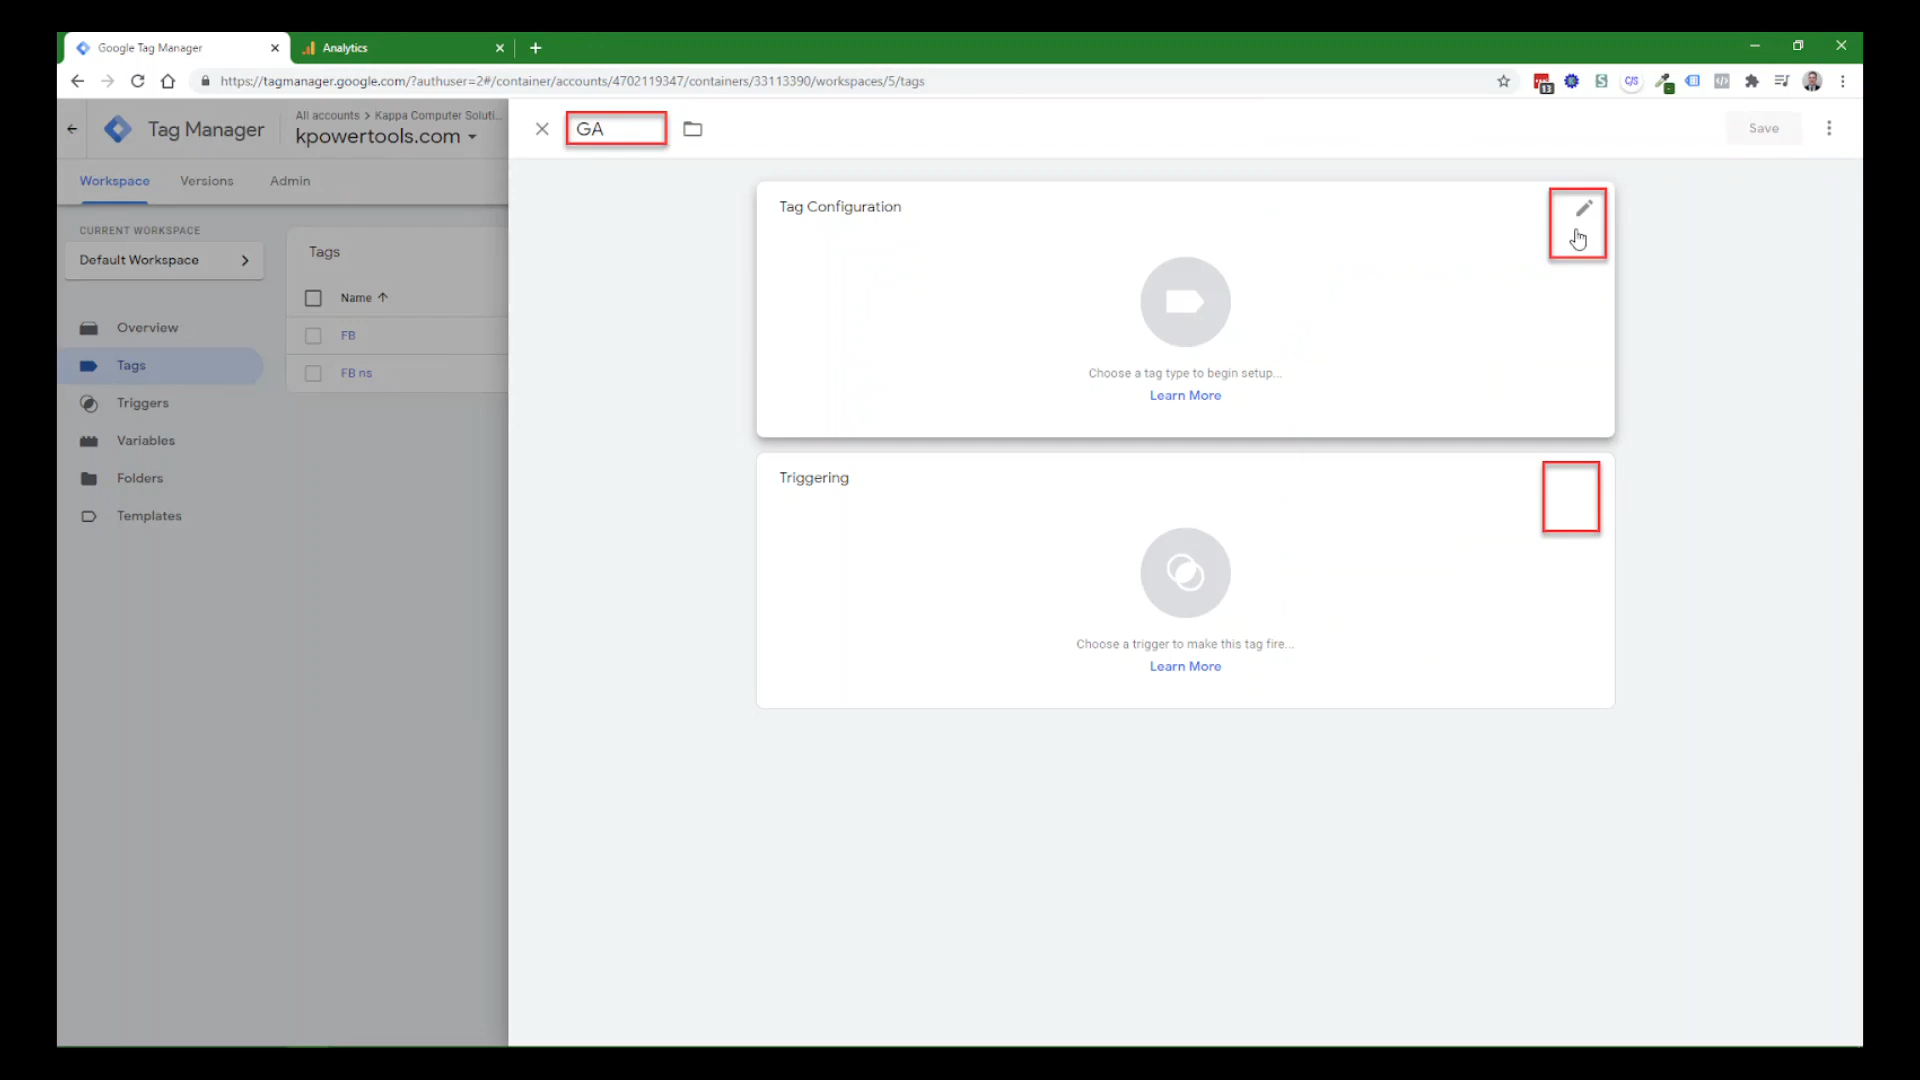 Google Tag Manager
Analytics
https://tagmanager.google.com/?authuser=2#/container/accounts/4702119347/containers/33113390/workspaces/5/tags
13
C/S
Tag Manager
All accounts > Kappa Computer Soluti...
kpowertools.com
GA
Save
Workspace
Versions
Admin
CURRENT WORKSPACE
Default Workspace
Overview
Tags
Triggers
Variables
Folders
Templates
Tags
Name
FB
FB ns
Tag Configuration
Choose a tag type to begin setup...
Learn More
Triggering
Choose a trigger to make this tag fire...
Learn More